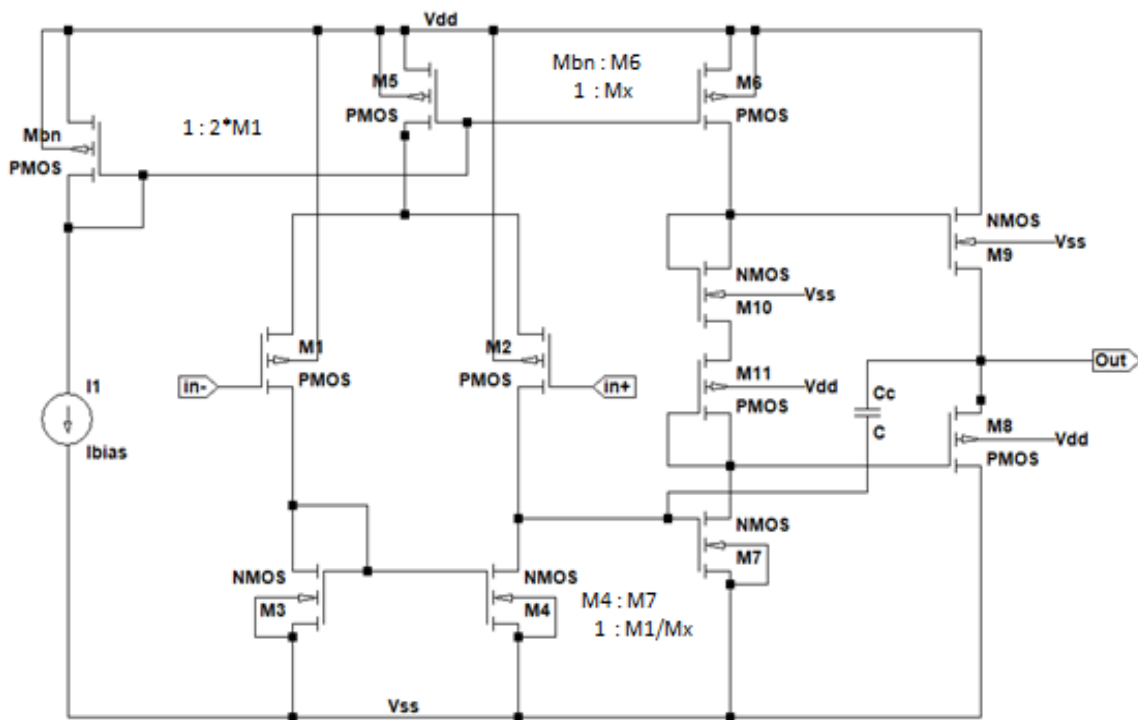 Vdd
Mbn : M6
1 : Mx
M5
PMOS
M6
PMOS
1 : 2*M1
Mbn
PMOS
NMOS
Vss
M9
NMOS
Vss
M10
M1
PMOS
M2
PMOS
in-
in+
M11
PMOS
Vdd
Out
Cc
C
M8
Vdd
PMOS
I1
Ibias
NMOS
M7
NMOS
M3
NMOS
M4
M4 : M7
1 : M1/Mx
Vss